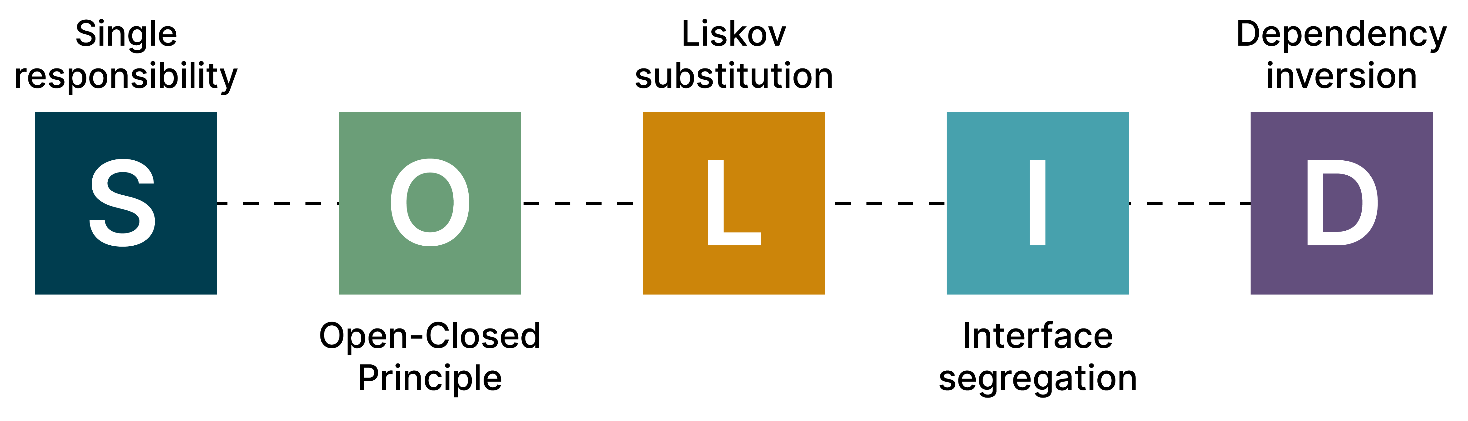 Single
responsibility
Liskov
substitution
Dependency
inversion
S
O
L
I
D
Open-Closed
Principle
Interface
segregation